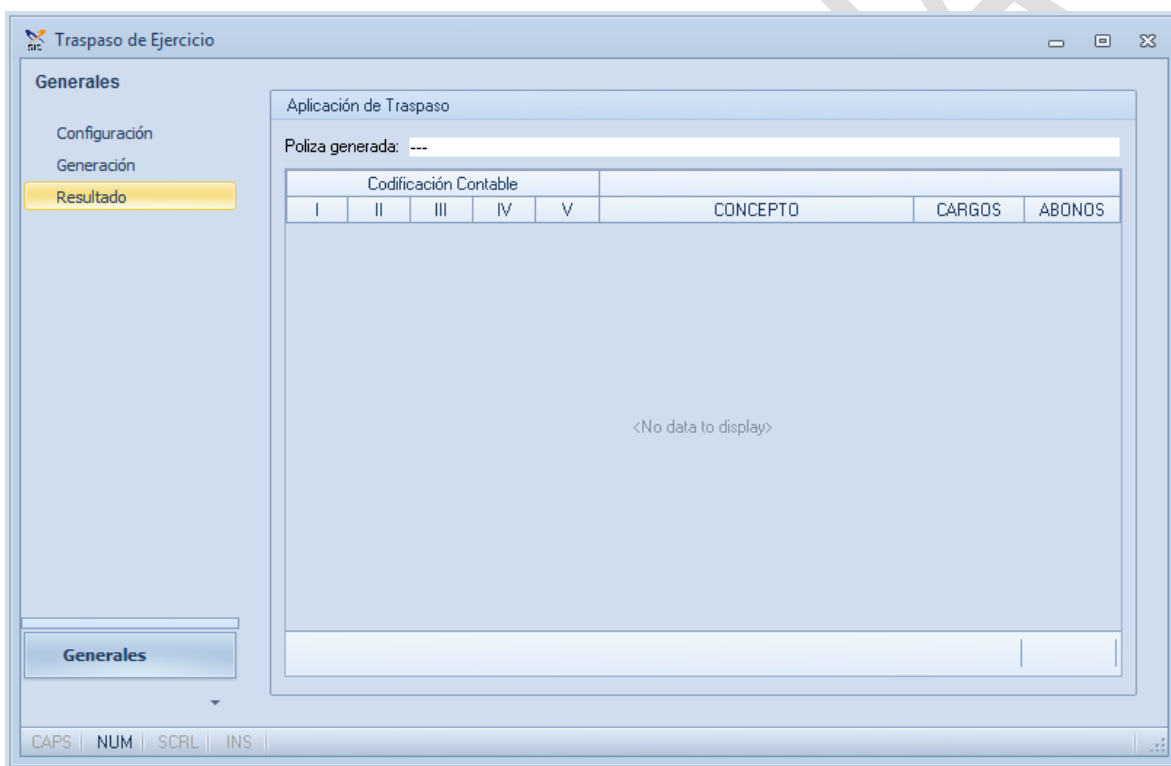 SIC Traspaso de Ejercicio
Generales
Configuración
Generación
Resultado
Aplicación de Traspaso
Poliza generada: ---
Codificación Contable
I II III IV V CONCEPTO CARGOS ABONOS
<No data to display>
Generales
CAPS NUM SCRL INS